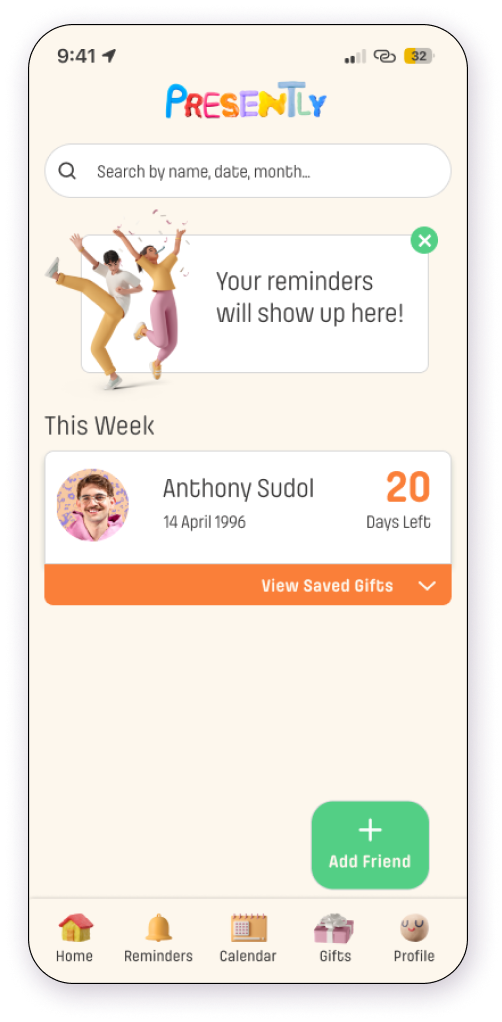 9:41
32
PRESENTLY
Search by name, date, month...
Your reminders
will show up here!
This Week
Anthony Sudol
20
14 April 1996
Days Left
View Saved Gifts
Add Friend
Home
Reminders
Calendar
Gifts
Profile